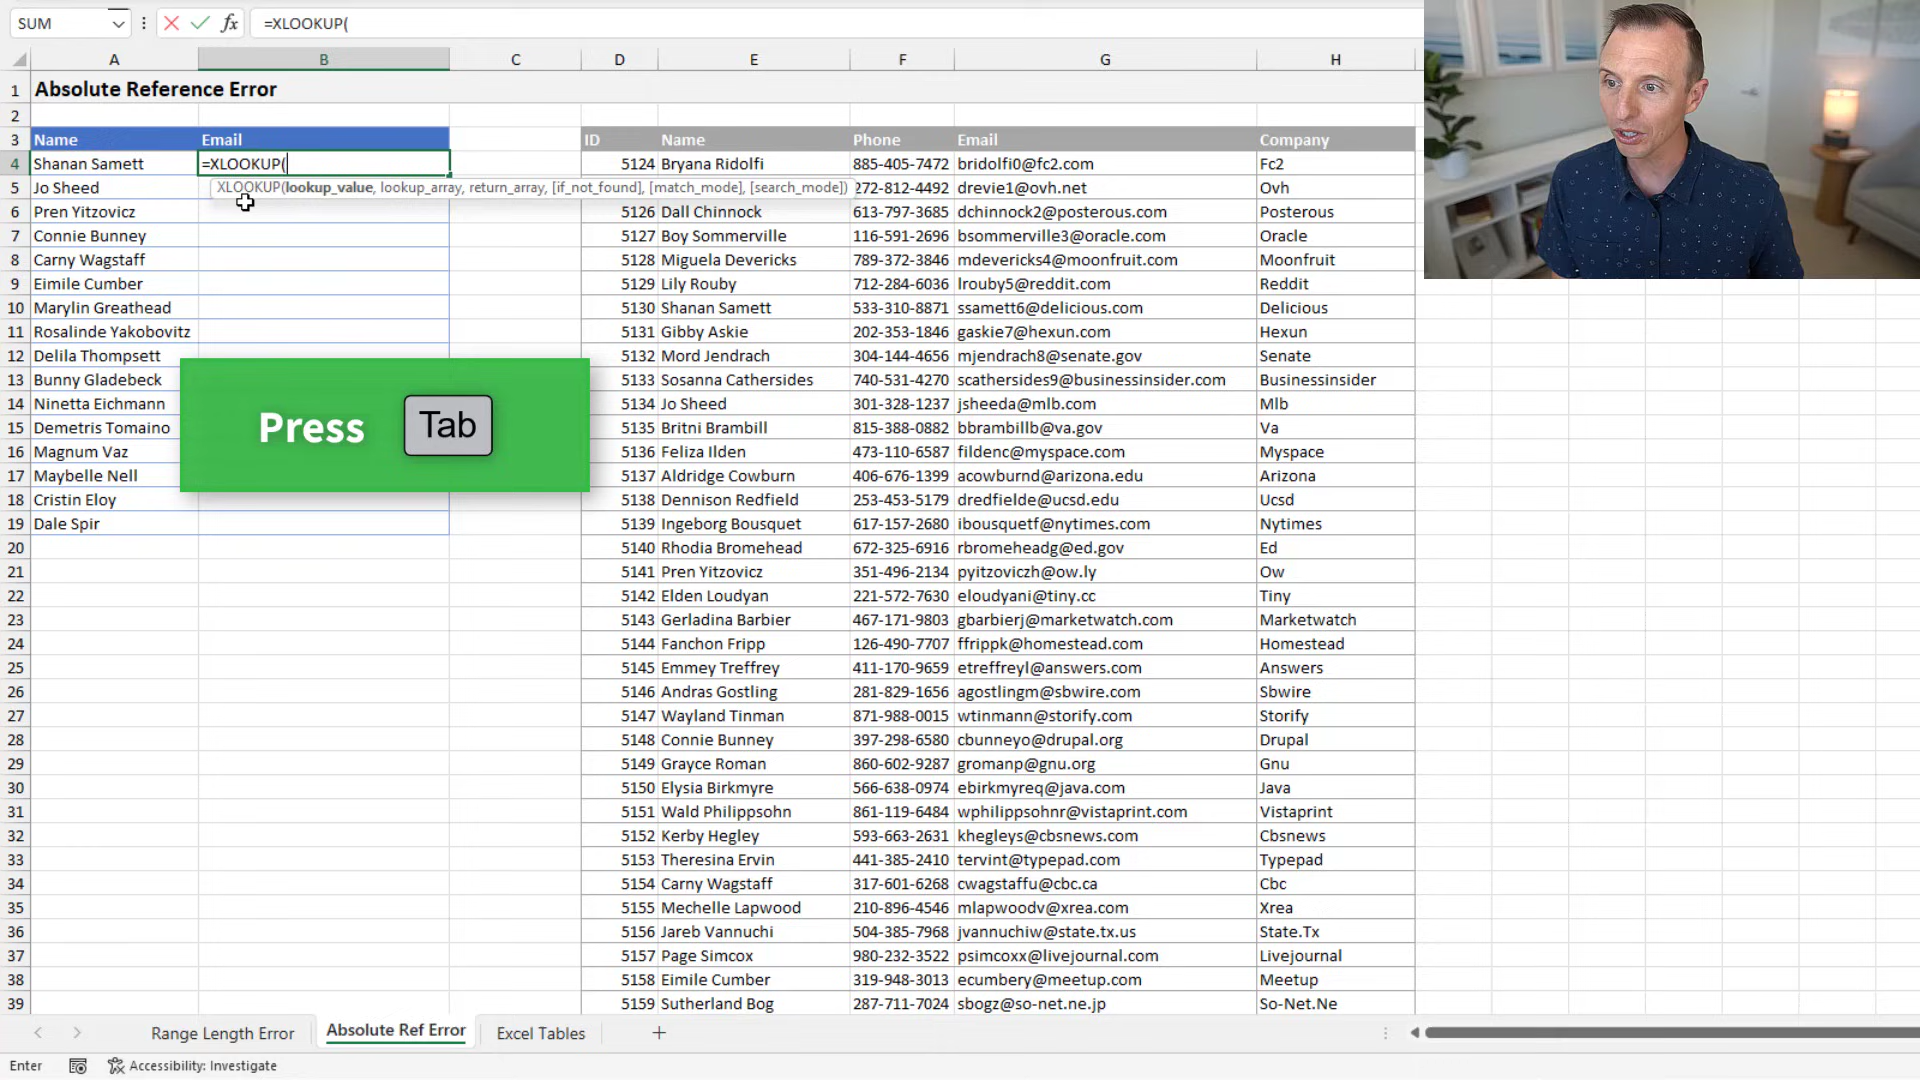 SUM =XLOOKUP(
A B C D E F G H
1 Absolute Reference Error
2
3 Name Email ID Name Phone Email Company
4 Shanan Samett =XLOOKUP( 5124 Bryana Ridolfi 885-405-7472 bridolfi0@fc2.com Fc2
5 Jo Sheed XLOOKUP(lookup_value, lookup_array, return_array, [if_not_found], [match_mode], [search_mode]) 272-812-4492 drevie1@ovh.net Ovh
6 Pren Yitzovicz 5126 Dall Chinnock 613-797-3685 dchinnock2@posterous.com Posterous
7 Connie Bunney 5127 Boy Sommerville 116-591-2696 bsommerville3@oracle.com Oracle
8 Carny Wagstaff 5128 Miguela Devericks 789-372-3846 mdevericks4@moonfruit.com Moonfruit
9 Eimile Cumber 5129 Lily Rouby 712-284-6036 lrouby5@reddit.com Reddit
10 Marylin Greathead 5130 Shanan Samett 533-310-8871 ssamett6@delicious.com Delicious
11 Rosalinde Yakobovitz 5131 Gibby Askie 202-353-1846 gaskie7@hexun.com Hexun
12 Delila Thompsett 5132 Mord Jendrach 304-144-4656 mjendrach8@senate.gov Senate
13 Bunny Gladebeck 5133 Sosanna Cathersides 740-531-4270 scathersides9@businessinsider.com Businessinsider
14 Ninetta Eichmann 5134 Jo Sheed 301-328-1237 jsheeda@mlb.com Mlb
15 Demetris Tomaino Press Tab 5135 Britni Brambill 815-388-0882 bbrambillb@va.gov Va
16 Magnum Vaz 5136 Feliza Ilden 473-110-6587 fildenc@myspace.com Myspace
17 Maybelle Nell 5137 Aldridge Cowburn 406-676-1399 acowburnd@arizona.edu Arizona
18 Cristin Eloy 5138 Dennison Redfield 253-453-5179 dredfielde@ucsd.edu Ucsd
19 Dale Spir 5139 Ingeborg Bousquet 617-157-2680 ibousquetf@nytimes.com Nytimes
20 5140 Rhodia Bromehead 672-325-6916 rbromeheadg@ed.gov Ed
21 5141 Pren Yitzovicz 351-496-2134 pyitzoviczh@ow.ly Ow
22 5142 Elden Loudyan 221-572-7630 eloudyani@tiny.cc Tiny
23 5143 Gerladina Barbier 467-171-9803 gbarbierj@marketwatch.com Marketwatch
24 5144 Fanchon Fripp 126-490-7707 ffrippk@homestead.com Homestead
25 5145 Emmey Treffrey 411-170-9659 etreffreyl@answers.com Answers
26 5146 Andras Gostling 281-829-1656 agostlingm@sbwire.com Sbwire
27 5147 Wayland Tinman 871-988-0015 wtinmann@storify.com Storify
28 5148 Connie Bunney 397-298-6580 cbunneyo@drupal.org Drupal
29 5149 Grayce Roman 860-602-9287 gromanp@gnu.org Gnu
30 5150 Elysia Birkmyre 566-638-0974 ebirkmyreq@java.com Java
31 5151 Wald Philippsohn 861-119-6484 wphilippsohnr@vistaprint.com Vistaprint
32 5152 Kerby Hegley 593-663-2631 khegleys@cbsnews.com Cbsnews
33 5153 Theresina Ervin 441-385-2410 tervint@typepad.com Typepad
34 5154 Carny Wagstaff 317-601-6268 cwagstaffu@cbc.ca Cbc
35 5155 Mechelle Lapwood 210-896-4546 mlapwoodv@xrea.com Xrea
36 5156 Jareb Vannuchi 504-385-7968 jvannuchiw@state.tx.us State.Tx
37 5157 Page Simcox 980-232-3522 psimcoxx@livejournal.com Livejournal
38 5158 Eimile Cumber 319-948-3013 ecumbery@meetup.com Meetup
39 5159 Sutherland Bog 287-711-7024 sbogz@so-net.ne.jp So-Net.Ne
Range Length Error Absolute Ref Error Excel Tables
Enter Accessibility: Investigate